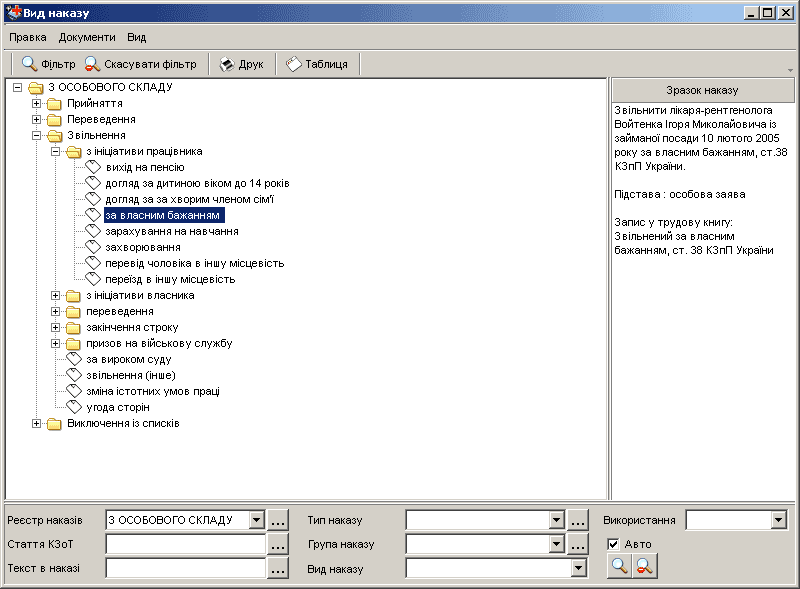 Вид наказу
Правка Документи Вид
Фільтр Скасувати фільтр Друк Таблиця
З ОСОБОВОГО СКЛАДУ
Прийняття
Переведення
Звільнення
з ініціативи працівника
вихід на пенсію
догляд за дитиною віком до 14 років
догляд за за хворим членом сім'ї
за власним бажанням
зарахування на навчання
захворювання
перевід чоловіка в іншу місцевість
переїзд в іншу місцевість
з ініціативи власника
переведення
закінчення строку
призов на військову службу
за вироком суду
звільнення (інше)
зміна істотних умов праці
угода сторін
Виключення із списків
Зразок наказу
Звільнити лікаря-рентгенолога
Войтенка Ігоря Миколайовича із
займаної посади 10 лютого 2005
року за власним бажанням, ст.38
КЗпП України.
Підстава : особова заява
Запис у трудову книгу:
Звільнений за власним
бажанням, ст. 38 КЗпП України
Реєстр наказів З ОСОБОВОГО СКЛАДУ ... Тип наказу ... Використання
Стаття КЗоТ ... Група наказу ... Авто
Текст в наказі ... Вид наказу